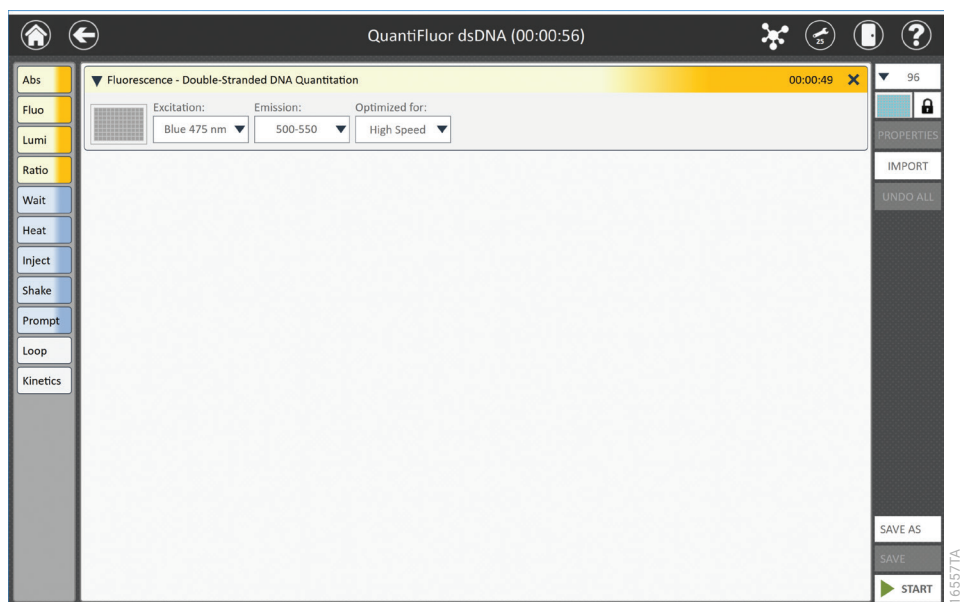 QuantiFluor dsDNA (00:00:56)
25
Abs
Fluo
Lumi
Ratio
Wait
Heat
Inject
Shake
Prompt
Loop
Kinetics
Fluorescence - Double-Stranded DNA Quantitation 00:00:49
Excitation: Emission: Optimized for:
Blue 475 nm 500-550 High Speed
96
PROPERTIES
IMPORT
UNDO ALL
SAVE AS
SAVE
START
16557TA